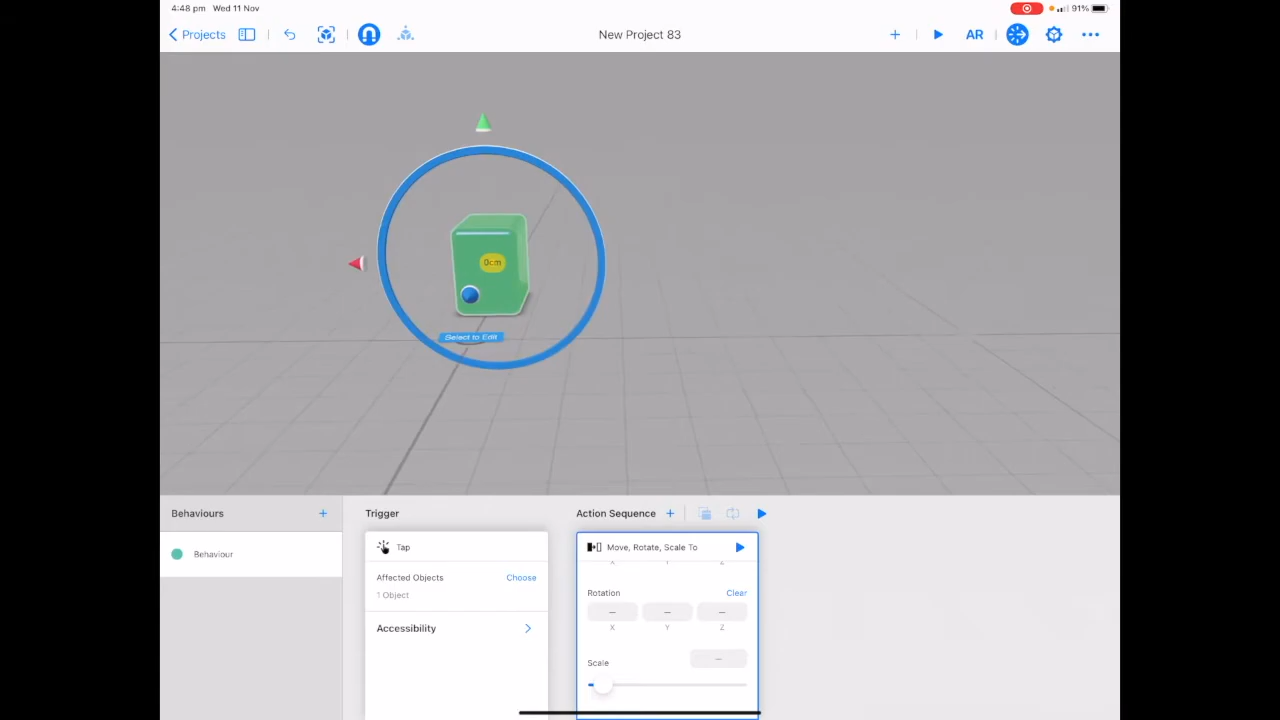 4:48 pm Wed 11 Nov
91%
Projects
New Project 83
AR
0cm
Select to Edit
Behaviours
Behaviour
Trigger
Tap
Affected Objects Choose
1 Object
Accessibility
Action Sequence
Move, Rotate, Scale To
X Y Z
Rotation Clear
– – –
X Y Z
Scale –